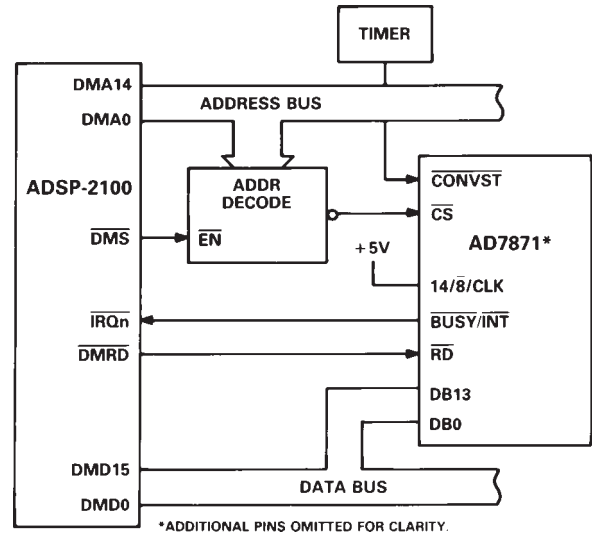 TIMER
DMA14
ADDRESS BUS
DMA0
ADSP-2100
ADDR
DECODE
CONVST
CS
DMS
EN
+5V
AD7871*
14/8/CLK
IRQn
BUSY/INT
DMRD
RD
DB13
DB0
DMD15
DATA BUS
DMD0
*ADDITIONAL PINS OMITTED FOR CLARITY.